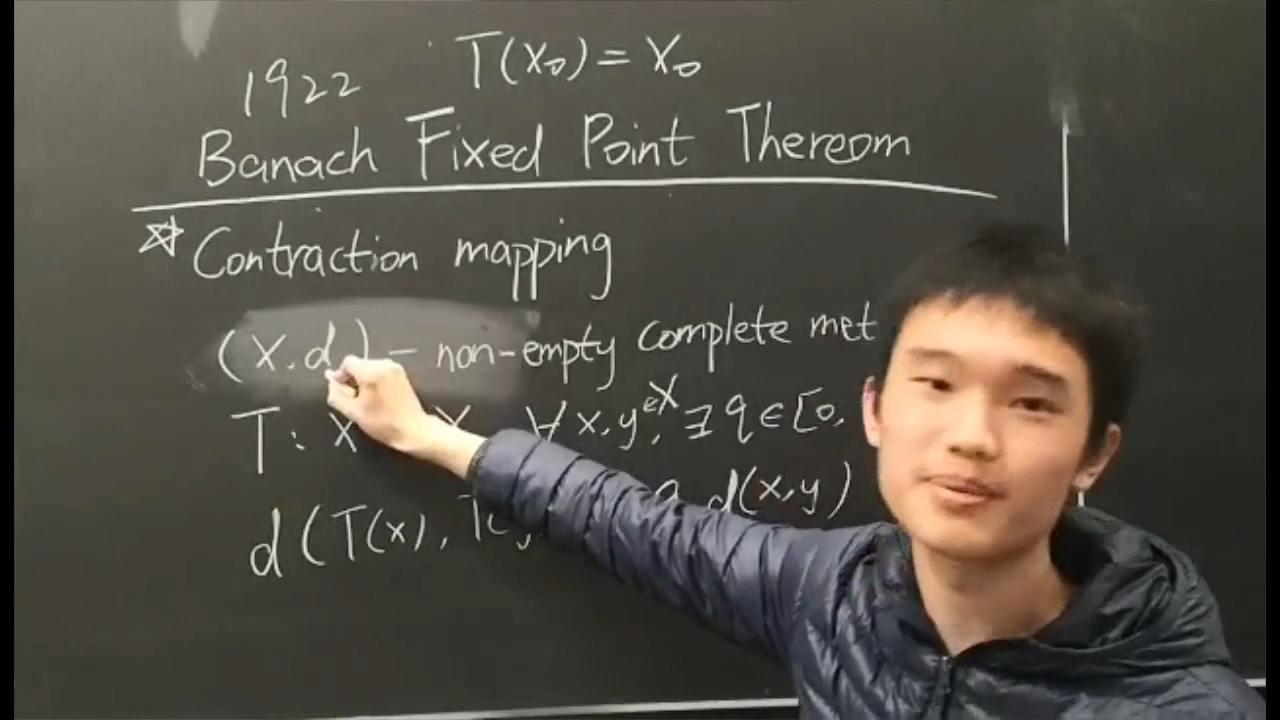 1922 T(x₀) = x₀
Banach Fixed Point Thereom
☆ Contraction mapping
(X.d) - non-empty complete met
T: X X ∀ x,y ∈X, ∃ q ∈ [0,
d(T(x), T( d(x,y)